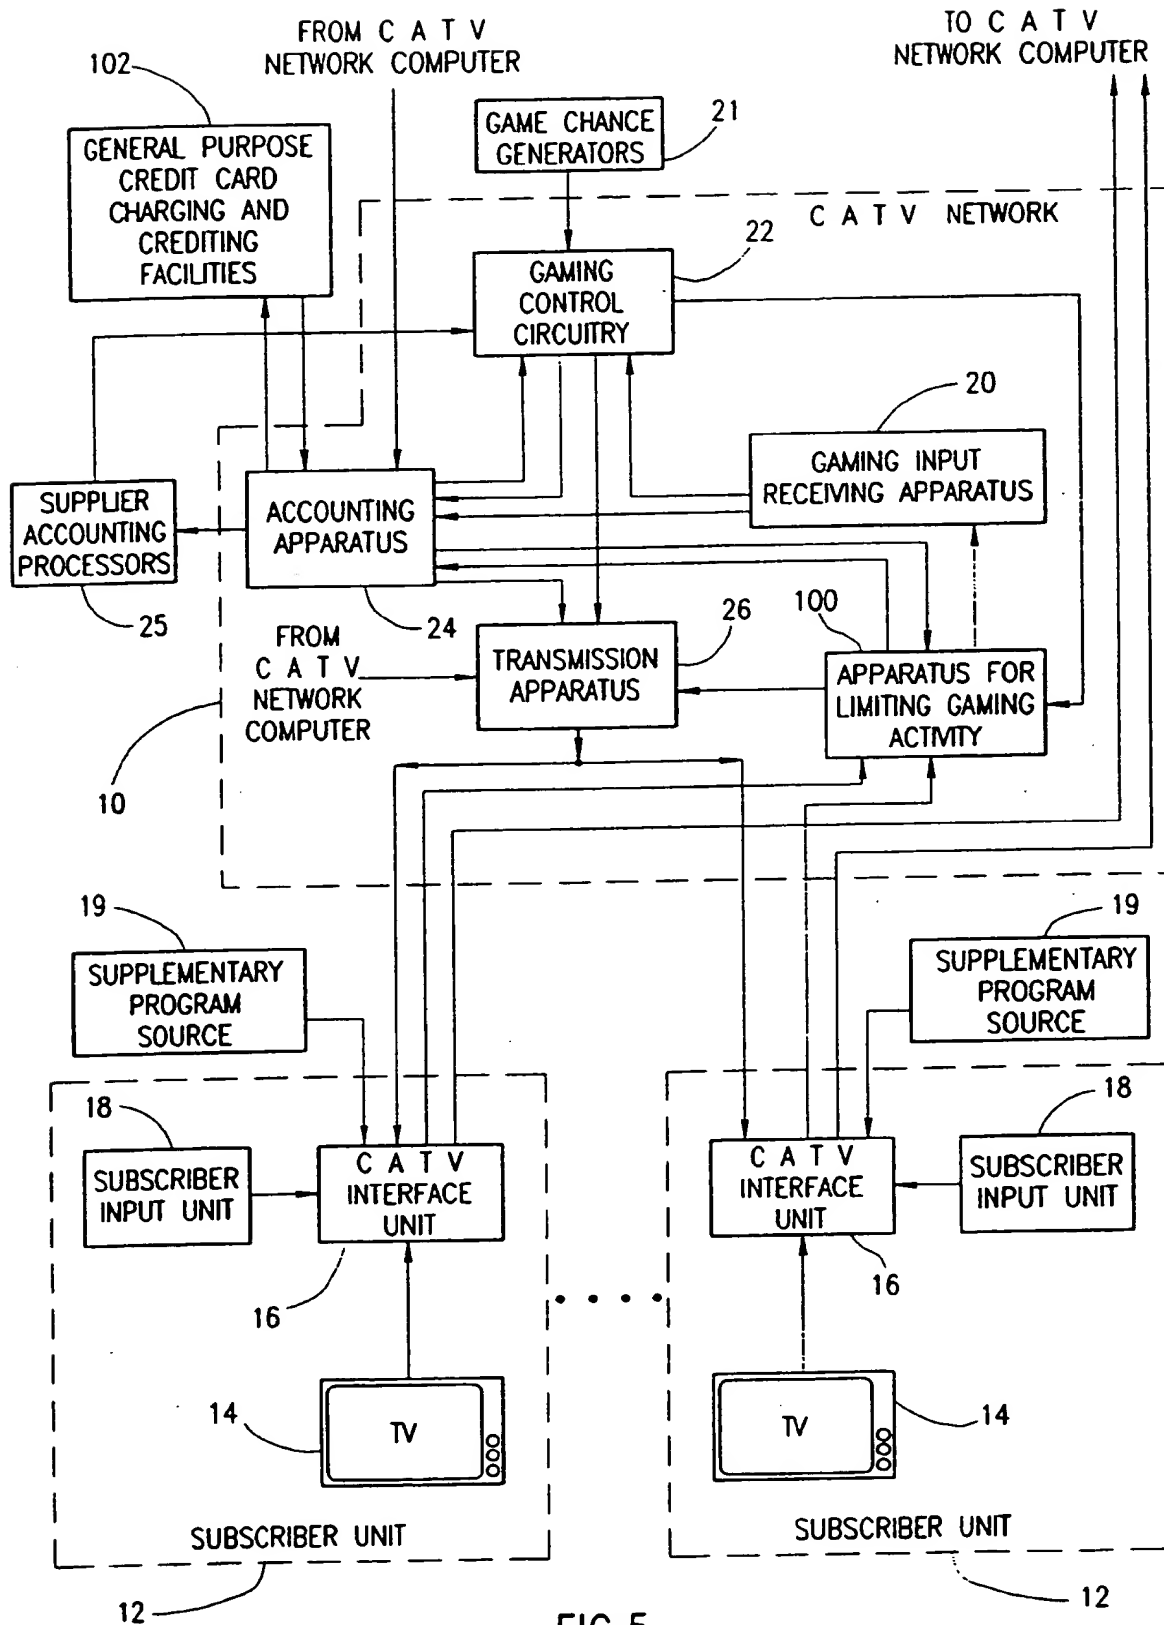 FROM C A T V
NETWORK COMPUTER
TO C A T V
NETWORK COMPUTER
102
GENERAL PURPOSE
CREDIT CARD
CHARGING AND
CREDITING
FACILITIES
GAME CHANCE
GENERATORS
21
C A T V NETWORK
22
GAMING
CONTROL
CIRCUITRY
20
GAMING INPUT
RECEIVING APPARATUS
SUPPLIER
ACCOUNTING
PROCESSORS
25
ACCOUNTING
APPARATUS
24
FROM
C A T V
NETWORK
COMPUTER
TRANSMISSION
APPARATUS
26
100
APPARATUS FOR
LIMITING GAMING
ACTIVITY
10
19
SUPPLEMENTARY
PROGRAM
SOURCE
19
SUPPLEMENTARY
PROGRAM
SOURCE
18
SUBSCRIBER
INPUT UNIT
C A T V
INTERFACE
UNIT
16
14
TV
SUBSCRIBER UNIT
12
C A T V
INTERFACE
UNIT
16
18
SUBSCRIBER
INPUT UNIT
TV
14
SUBSCRIBER UNIT
12
FIG.5